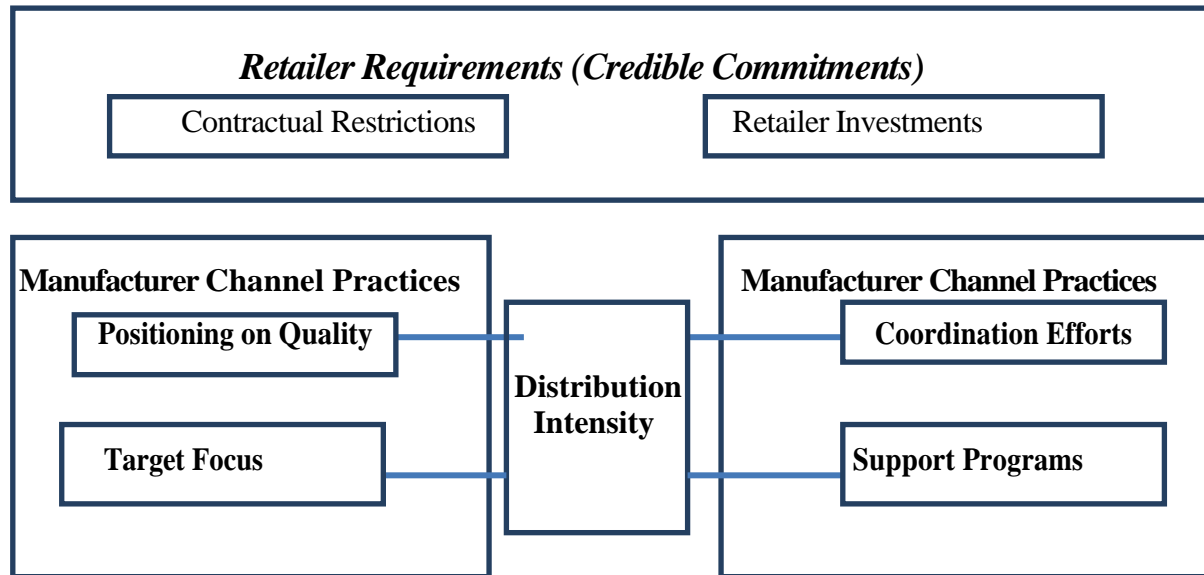 Retailer Requirements (Credible Commitments)
Contractual Restrictions
Retailer Investments
Manufacturer Channel Practices
Positioning on Quality
Target Focus
Distribution
Intensity
Manufacturer Channel Practices
Coordination Efforts
Support Programs